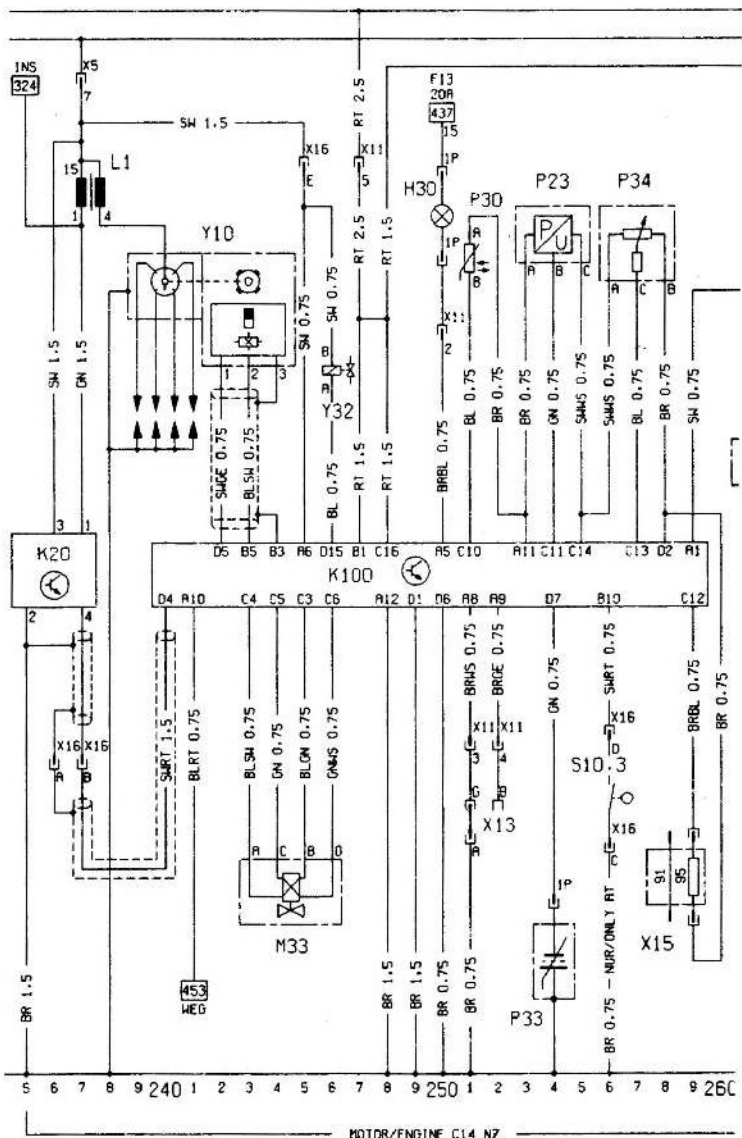 INS
324
X5
7
SW 1.5
RT 2.5
F13
20A
437
15
X16
E
X11
5
1P
15
L1
1
4
H30
P30
P23
P34
Y10
A
B
P
U
A
B
C
A
C
B
1P
X11
2
RT 2.5
RT 1.5
SW 0.75
SW 0.75
B
A
Y32
1
2
3
SW 1.5
GN 1.5
SWGE 0.75
BLSW 0.75
BL 0.75
RT 1.5
RT 1.5
BRBL 0.75
BL 0.75
BR 0.75
BR 0.75
GN 0.75
SWWS 0.75
SWWS 0.75
BL 0.75
BR 0.75
SW 0.75
3
1
K20
2
4
D5
B5
B3
A6
D15
B1
C16
A5
C10
A11
C11
C14
C13
D2
A1
K100
D4
A10
C4
C5
C3
C6
A12
D1
D6
A8
A9
D7
B10
C12
SWRT 1.5
BLRT 0.75
BLSW 0.75
GN 0.75
BLGN 0.75
GNWS 0.75
BRWS 0.75
BRGE 0.75
GN 0.75
SWRT 0.75
BRBL 0.75
BR 0.75
X16
X16
A
B
X11
X11
3
4
G
B
X13
A
X16
D
S10.3
X16
C
A
C
B
D
M33
1P
P33
91
95
X15
453
WEG
BR 1.5
BR 1.5
BR 1.5
BR 0.75
BR 0.75
BR 0.75 NUR/ONLY AT
5 6 7 8 9 240 1 2 3 4 5 6 7 8 9 250 1 2 3 4 5 6 7 8 9 260
MOTOR/ENGINE C14 NZ